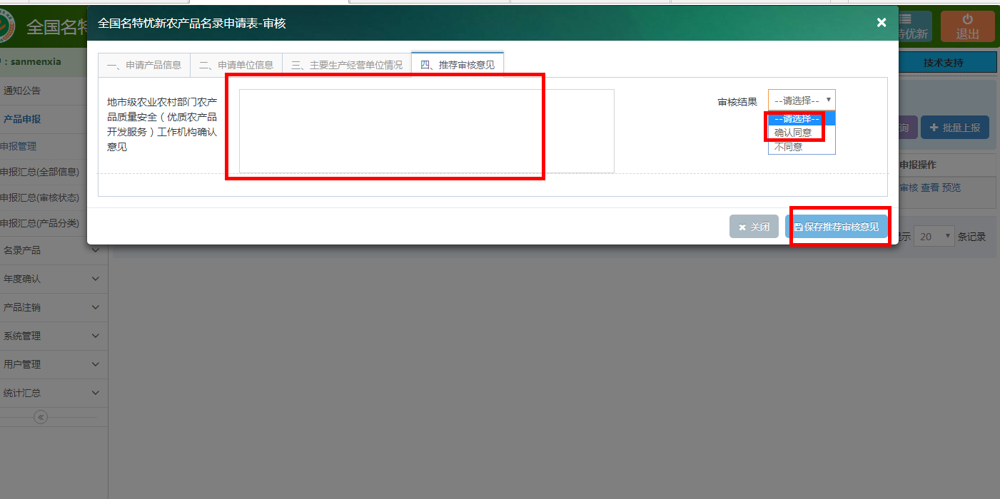 全国名特忧新农产品名录申请表-审核
全国名特
特优新
退出
：sanmenxia
技术支持
一、申请产品信息
二、申请单位信息
三、主要生产经营单位情况
四、推荐审核意见
通知公告
产品申报
申报管理
申报汇总(全部信息)
申报汇总(审核状态)
申报汇总(产品分类)
名录产品
年度确认
产品注销
系统管理
用户管理
统计汇总
地市级农业农村部门农产
品质量安全（优质农产品
开发服务）工作机构确认
意见
审核结果
--请选择--
--请选择--
确认同意
不同意
询
批量上报
申报操作
审核 查看 预览
关闭
保存推荐审核意见
示 20 条记录